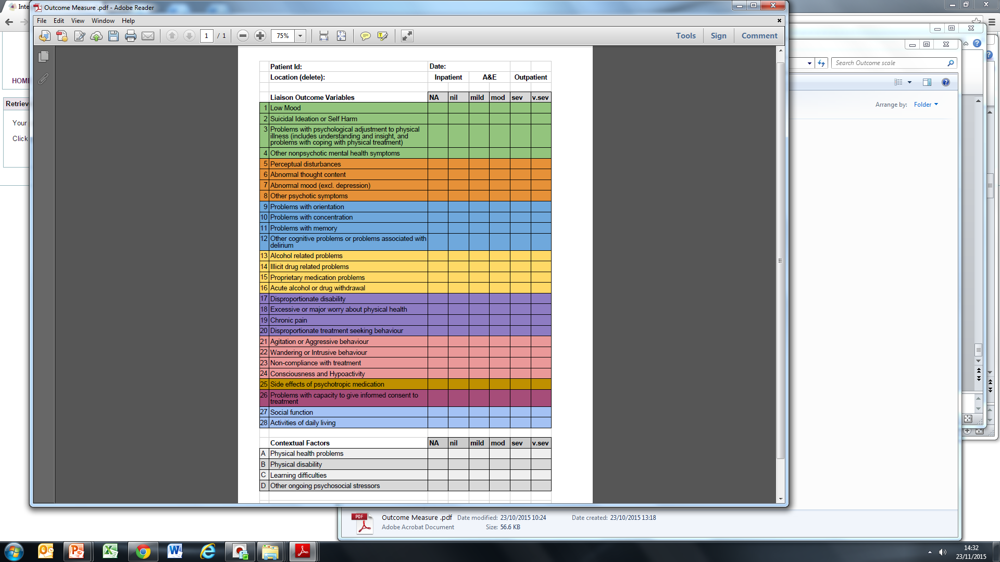 Inte
Outcome Measure .pdf - Adobe Reader
File Edit View Window Help
1 / 1
75%
Tools Sign Comment
Search Outcome scale
Arrange by: Folder
HOM
Retriev
Your
Click
Patient Id: Date:
Location (delete): Inpatient A&E Outpatient
Liaison Outcome Variables NA nil mild mod sev v.sev
1 Low Mood
2 Suicidal Ideation or Self Harm
3 Problems with psychological adjustment to physical
illness (includes understanding and insight, and
problems with coping with physical treatment)
4 Other nonpsychotic mental health symptoms
5 Perceptual disturbances
6 Abnormal thought content
7 Abnormal mood (excl. depression)
8 Other psychotic symptoms
9 Problems with orientation
10 Problems with concentration
11 Problems with memory
12 Other cognitive problems or problems associated with
delirium
13 Alcohol related problems
14 Illicit drug related problems
15 Proprietary medication problems
16 Acute alcohol or drug withdrawal
17 Disproportionate disability
18 Excessive or major worry about physical health
19 Chronic pain
20 Disproportionate treatment seeking behaviour
21 Agitation or Aggressive behaviour
22 Wandering or Intrusive behaviour
23 Non-compliance with treatment
24 Consciousness and Hypoactivity
25 Side effects of psychotropic medication
26 Problems with capacity to give informed consent to
treatment
27 Social function
28 Activities of daily living
Contextual Factors NA nil mild mod sev v.sev
A Physical health problems
B Physical disability
C Learning difficulties
D Other ongoing psychosocial stressors
PDF
Outcome Measure .pdf Date modified: 23/10/2015 10:24 Date created: 23/10/2015 13:18
Adobe Acrobat Document Size: 56.6 KB
14:32
23/11/2015